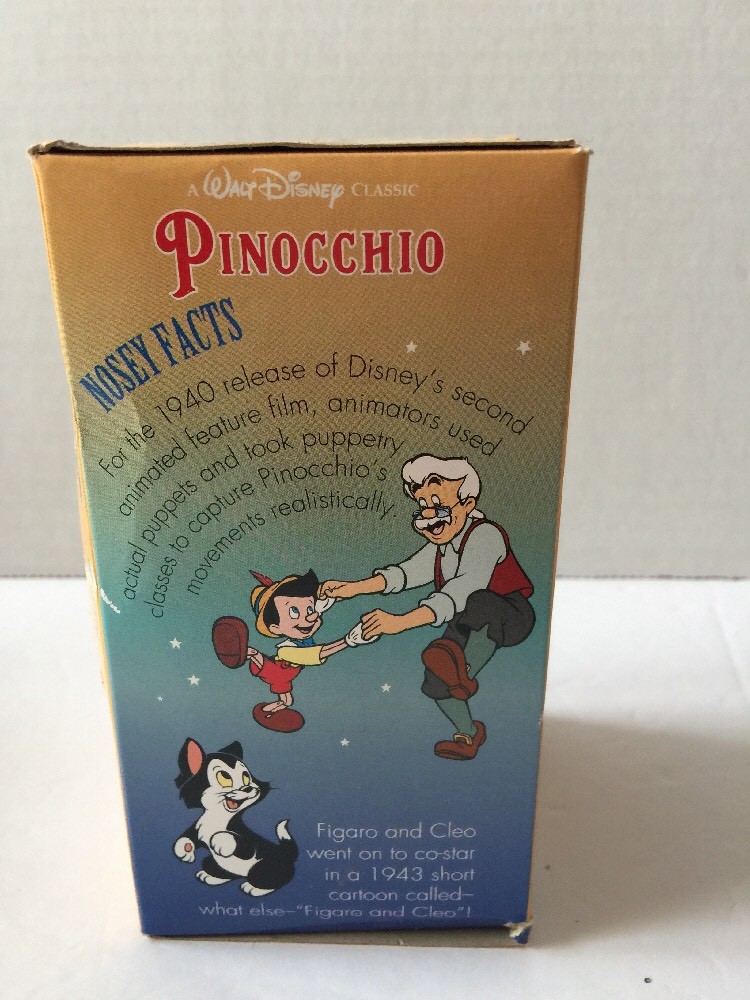 A WALT DISNEY CLASSIC
PINOCCHIO
NOSEY FACTS
For the 1940 release of Disney's second
animated feature film, animators used
actual puppets and took puppetry
classes to capture Pinocchio's
movements realistically.
Figaro and Cleo
went on to co-star
in a 1943 short
cartoon called–
what else–"Figaro and Cleo"!